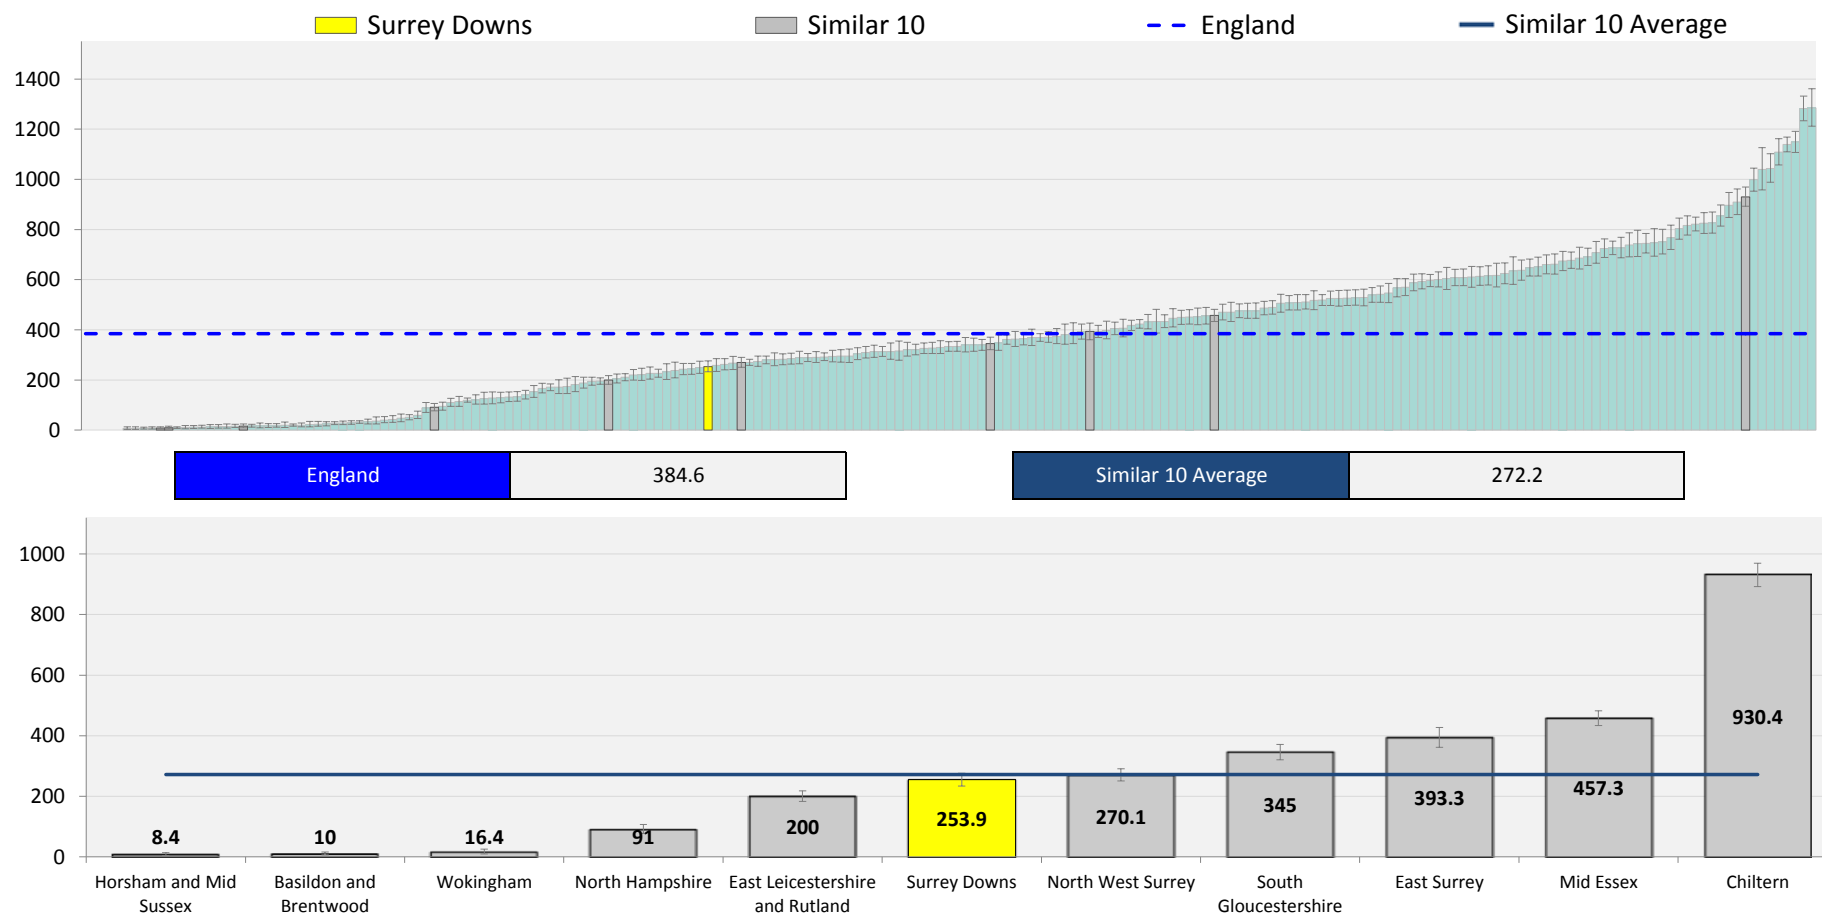 Surrey Downs Similar 10 England Similar 10 Average
1400
1200
1000
800
600
400
200
0
England 384.6 Similar 10 Average 272.2
1000
800
600
400
200
0
8.4 10 16.4 91 200 253.9 270.1 345 393.3 457.3 930.4
Horsham and Mid Basildon and Wokingham North Hampshire East Leicestershire Surrey Downs North West Surrey South East Surrey Mid Essex Chiltern
Sussex Brentwood and Rutland Gloucestershire